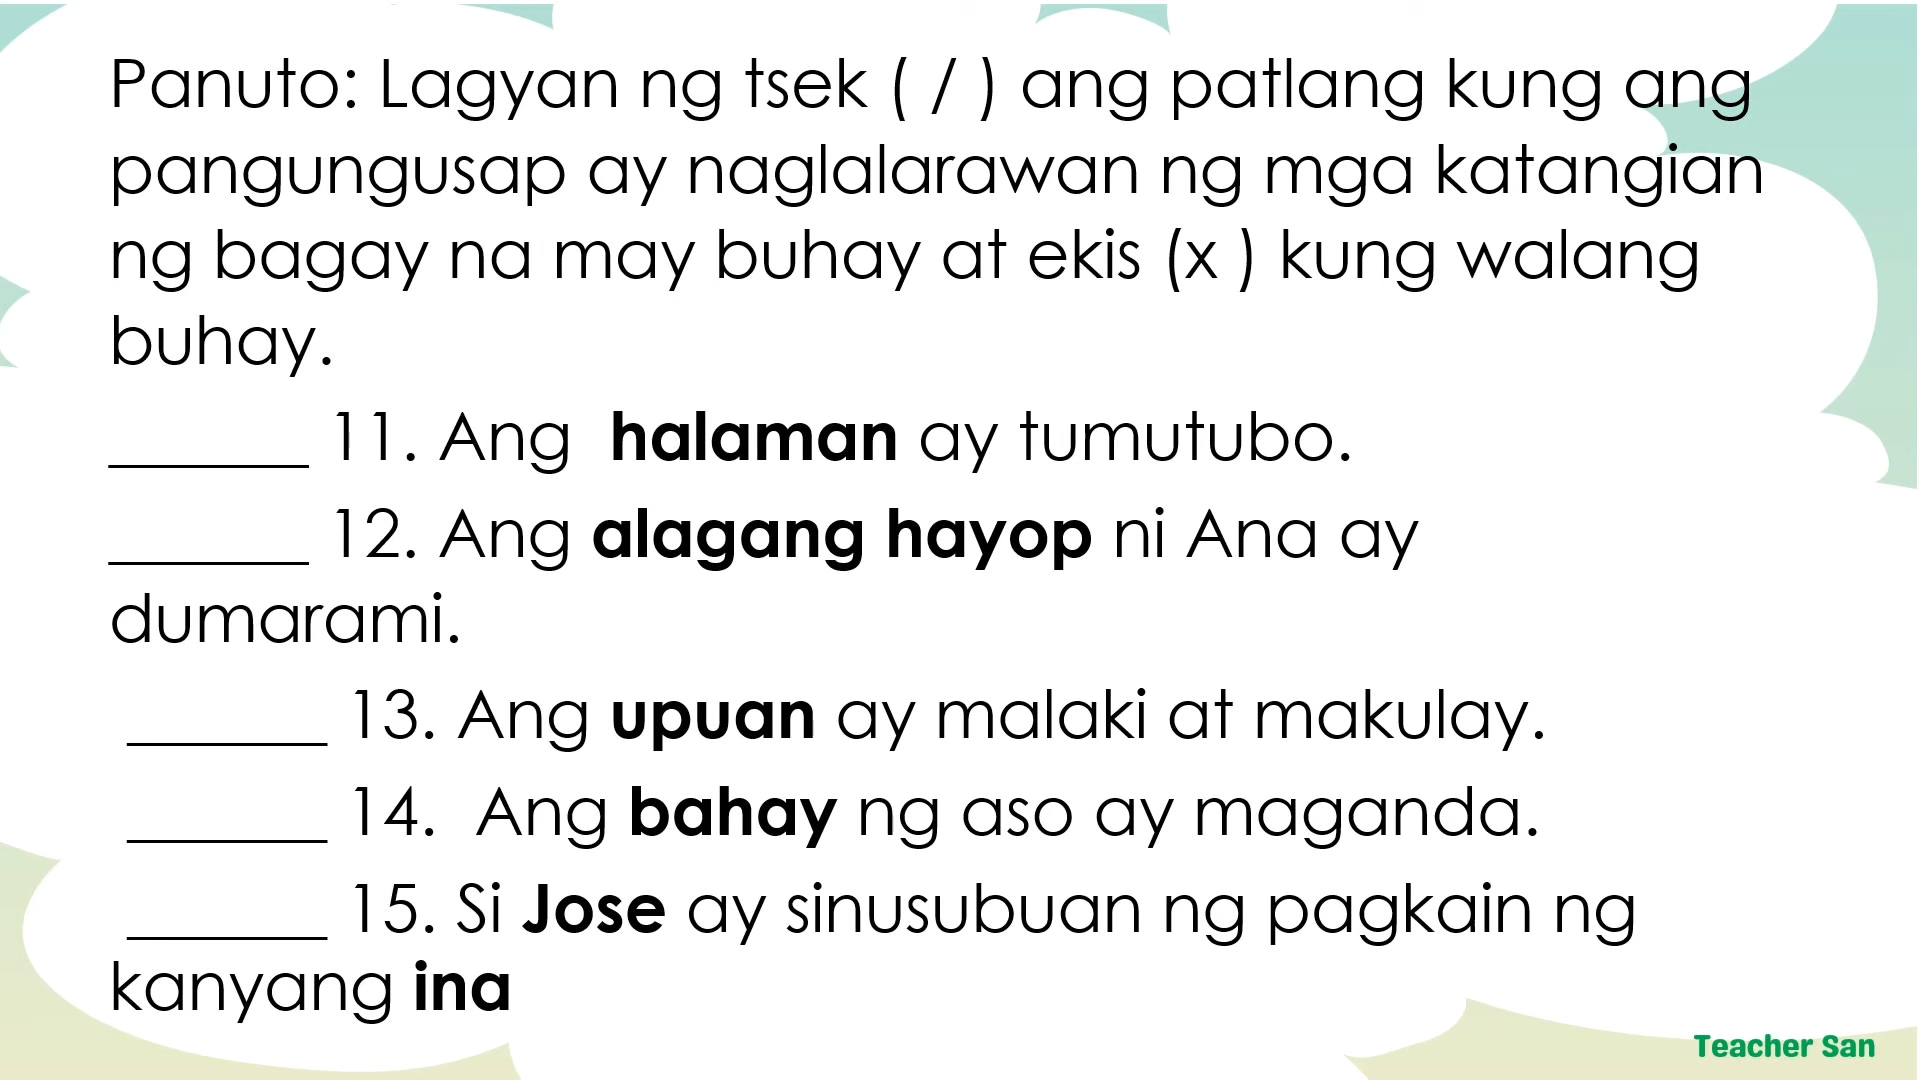 Panuto: Lagyan ng tsek ( / ) ang patlang kung ang
pangungusap ay naglalarawan ng mga katangian
ng bagay na may buhay at ekis (x ) kung walang
buhay.
______ 11. Ang halaman ay tumutubo.
______ 12. Ang alagang hayop ni Ana ay
dumarami.
______ 13. Ang upuan ay malaki at makulay.
______ 14. Ang bahay ng aso ay maganda.
______ 15. Si Jose ay sinusubuan ng pagkain ng
kanyang ina
Teacher San